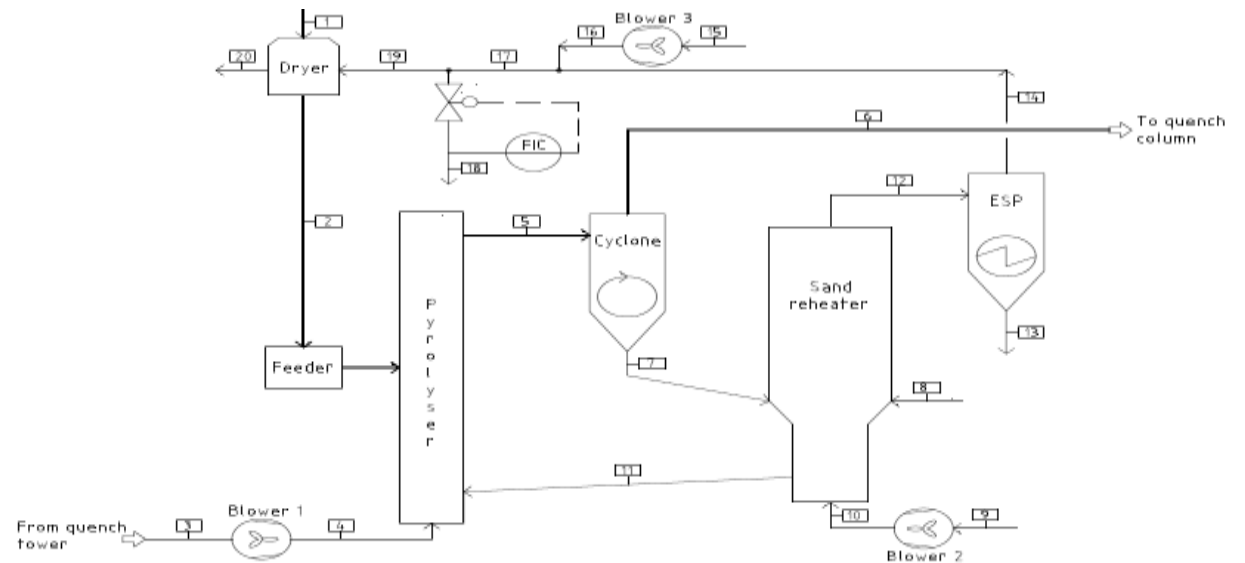 Blower 3
1
16
15
20
Dryer
19
17
14
6
To quench
column
FIC
18
12
ESP
2
5
Cyclone
Sand
reheater
Pyrolyser
13
Feeder
7
8
11
Blower 1
From quench
tower
3
4
10
9
Blower 2